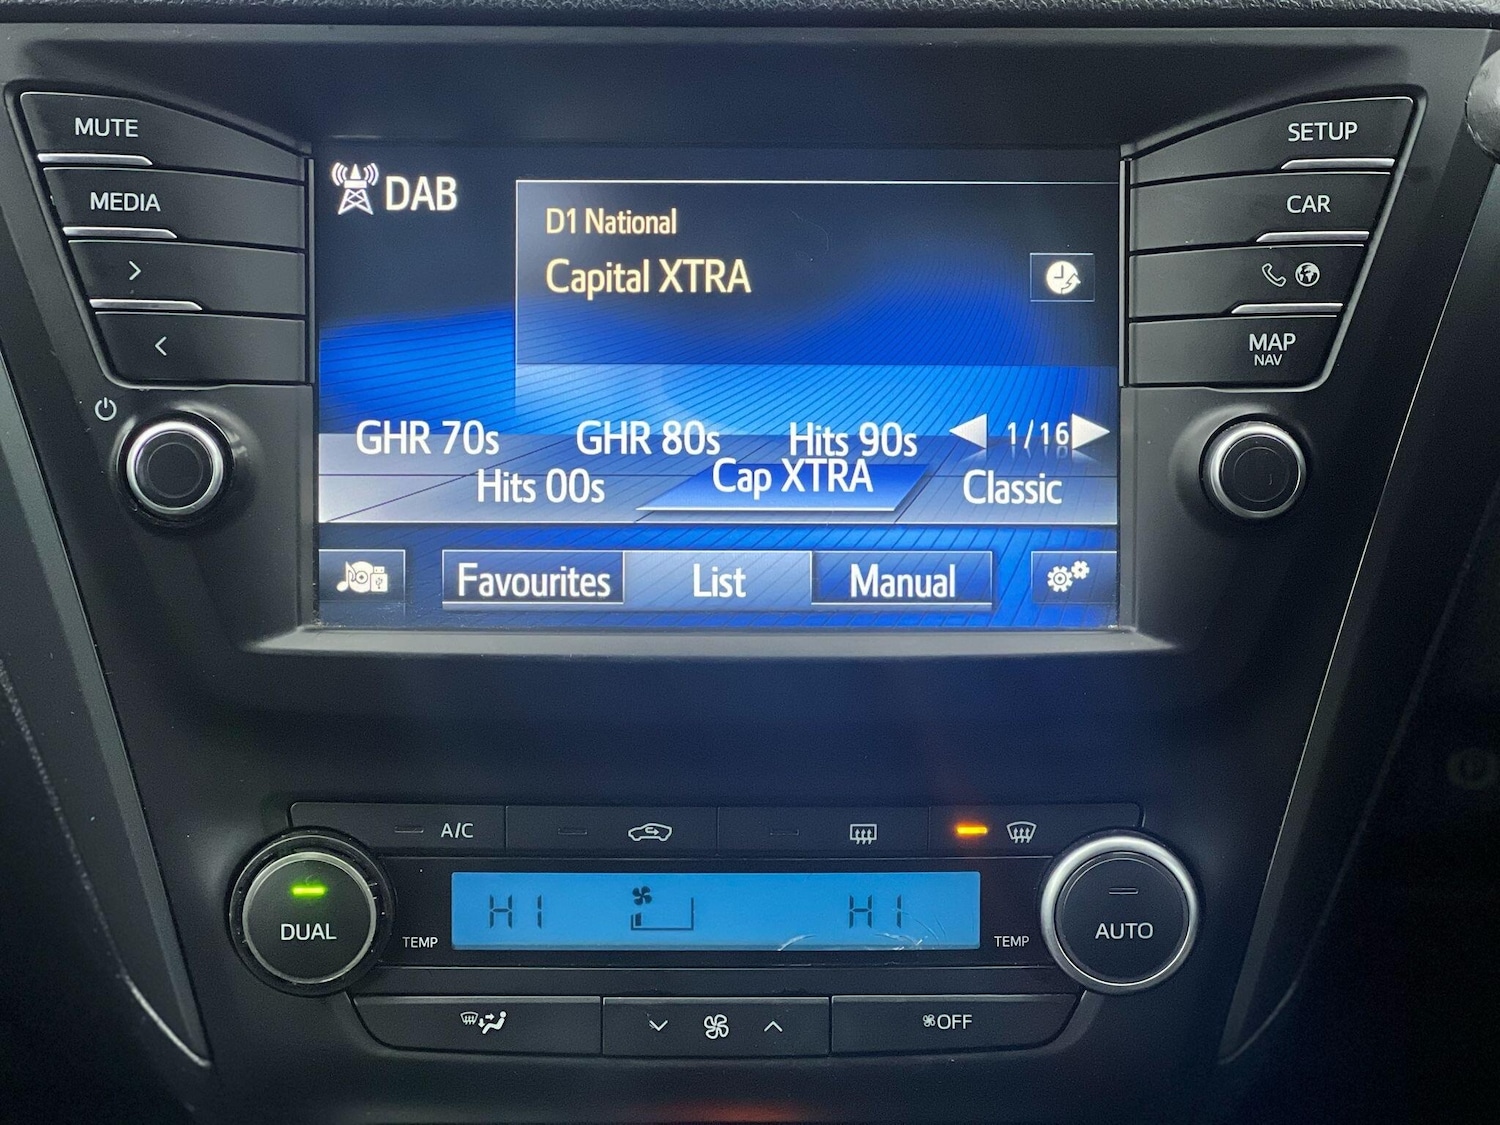 MUTE
SETUP
MEDIA
CAR
>
<
MAP
NAV
DAB
D1 National
Capital XTRA
GHR 70s GHR 80s Hits 90s 1/16
Hits 00s Cap XTRA Classic
Favourites List Manual
A/C
DUAL
TEMP
HI HI
TEMP
AUTO
OFF